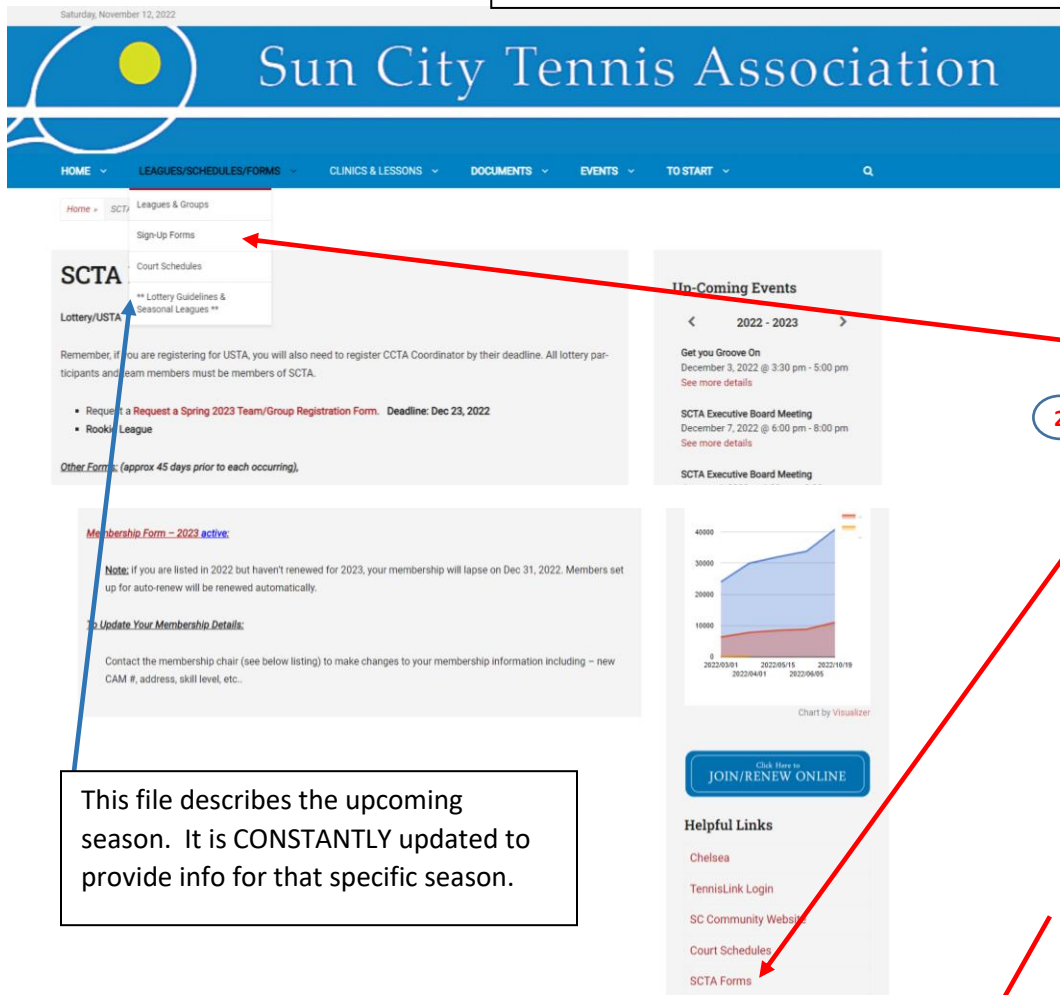 Saturday, November 12, 2022
Sun City Tennis Association
HOME LEAGUES/SCHEDULES/FORMS CLINICS & LESSONS DOCUMENTS EVENTS TO START
Home » SCTA
Leagues & Groups
Sign-Up Forms
Court Schedules
** Lottery Guidelines &
Seasonal Leagues **
SCTA
Lottery/USTA
Remember, if you are registering for USTA, you will also need to register CCTA Coordinator by their deadline. All lottery par-
ticipants and team members must be members of SCTA.
▪ Request a Request a Spring 2023 Team/Group Registration Form. Deadline: Dec 23, 2022
▪ Rookie League
Other Forms: (approx 45 days prior to each occurring),
Membership Form – 2023 active:
Note: if you are listed in 2022 but haven't renewed for 2023, your membership will lapse on Dec 31, 2022. Members set
up for auto-renew will be renewed automatically.
To Update Your Membership Details:
Contact the membership chair (see below listing) to make changes to your membership information including – new
CAM #, address, skill level, etc..
This file describes the upcoming
season. It is CONSTANTLY updated to
provide info for that specific season.
Up-Coming Events
< 2022 - 2023 >
Get you Groove On
December 3, 2022 @ 3:30 pm - 5:00 pm
See more details
SCTA Executive Board Meeting
December 7, 2022 @ 6:00 pm - 8:00 pm
See more details
SCTA Executive Board Meeting
2
40000
30000
20000
10000
0
2022/03/01 2022/05/15 2022/10/19
2022/04/01 2022/06/05
Chart by Visualizer
Click Here to
JOIN/RENEW ONLINE
Helpful Links
Chelsea
TennisLink Login
SC Community Website
Court Schedules
SCTA Forms